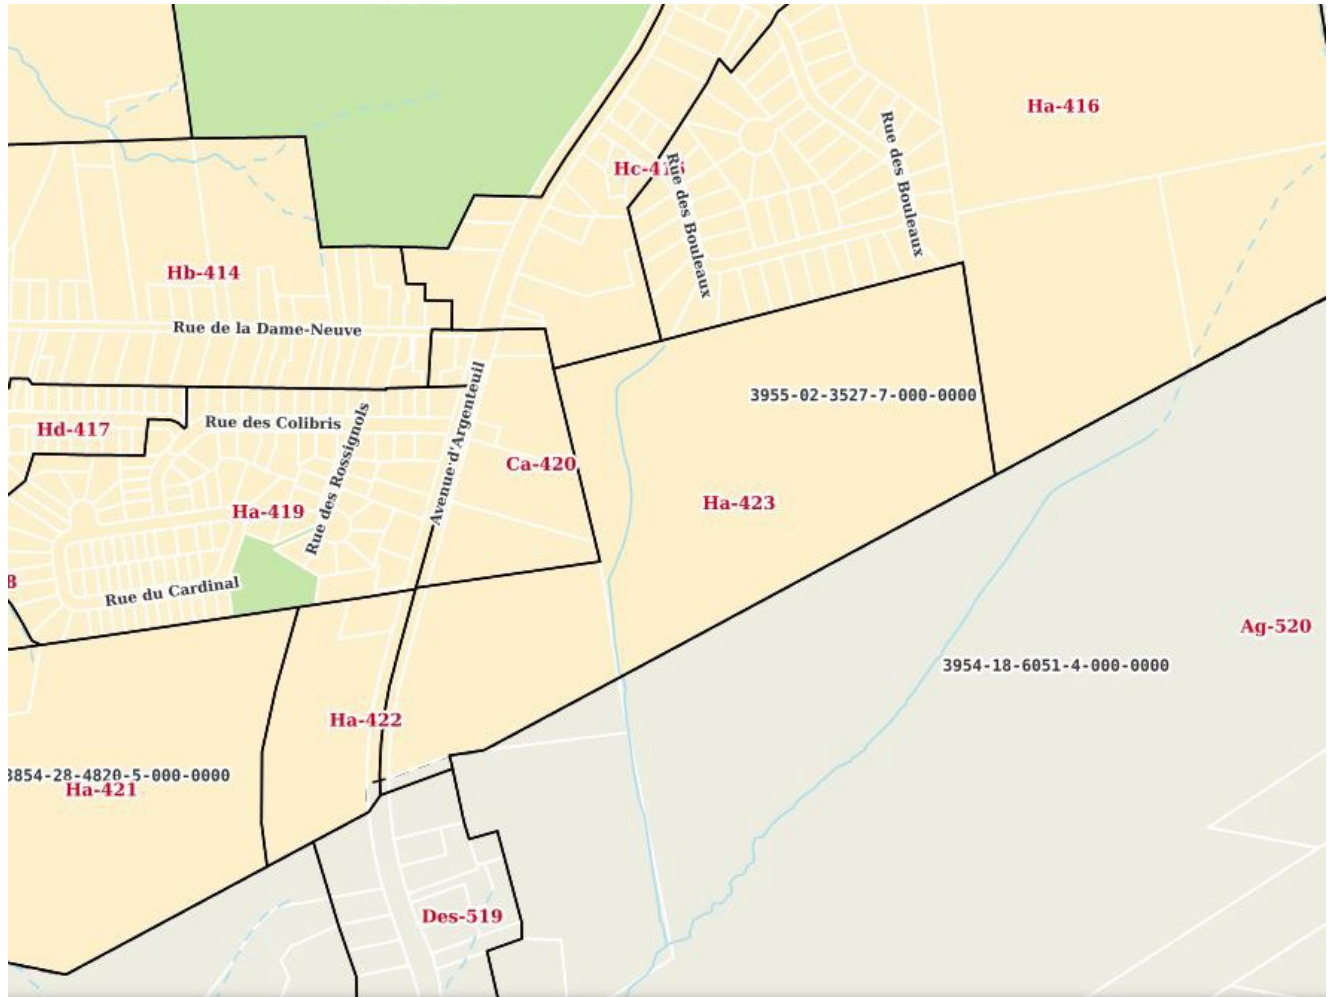 Ha-416
Hc-41
Rue des Bouleaux
Rue des Bouleaux
Hb-414
Rue de la Dame-Neuve
3955-02-3527-7-000-0000
Rue des Colibris
Hd-417
Rue des Rossignols
Avenue d'Argenteuil
Ca-420
Ha-423
Ha-419
8
Rue du Cardinal
Ag-520
3954-18-6051-4-000-0000
Ha-422
3854-28-4820-5-000-0000
Ha-421
Des-519